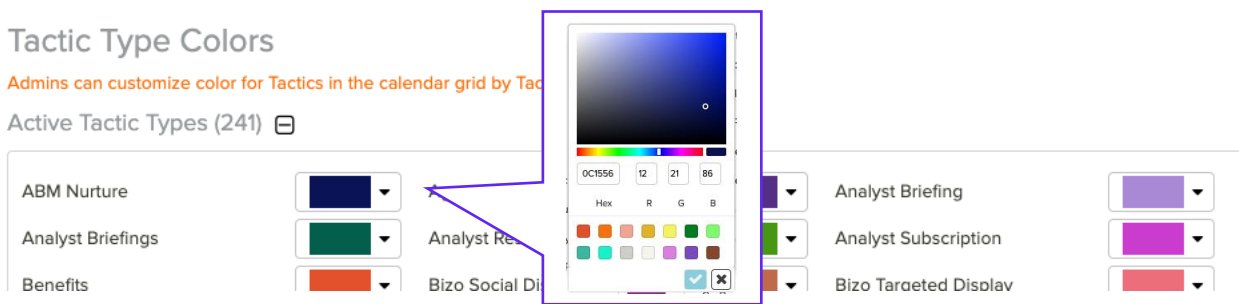 Tactic Type Colors
Admins can customize color for Tactics in the calendar grid by Tac
Active Tactic Types (241)
0C1556 12 21 86
Hex R G B
ABM Nurture
Analyst Briefing
Analyst Briefings
Analyst Res
Analyst Subscription
Benefits
Bizo Social Di
Bizo Targeted Display